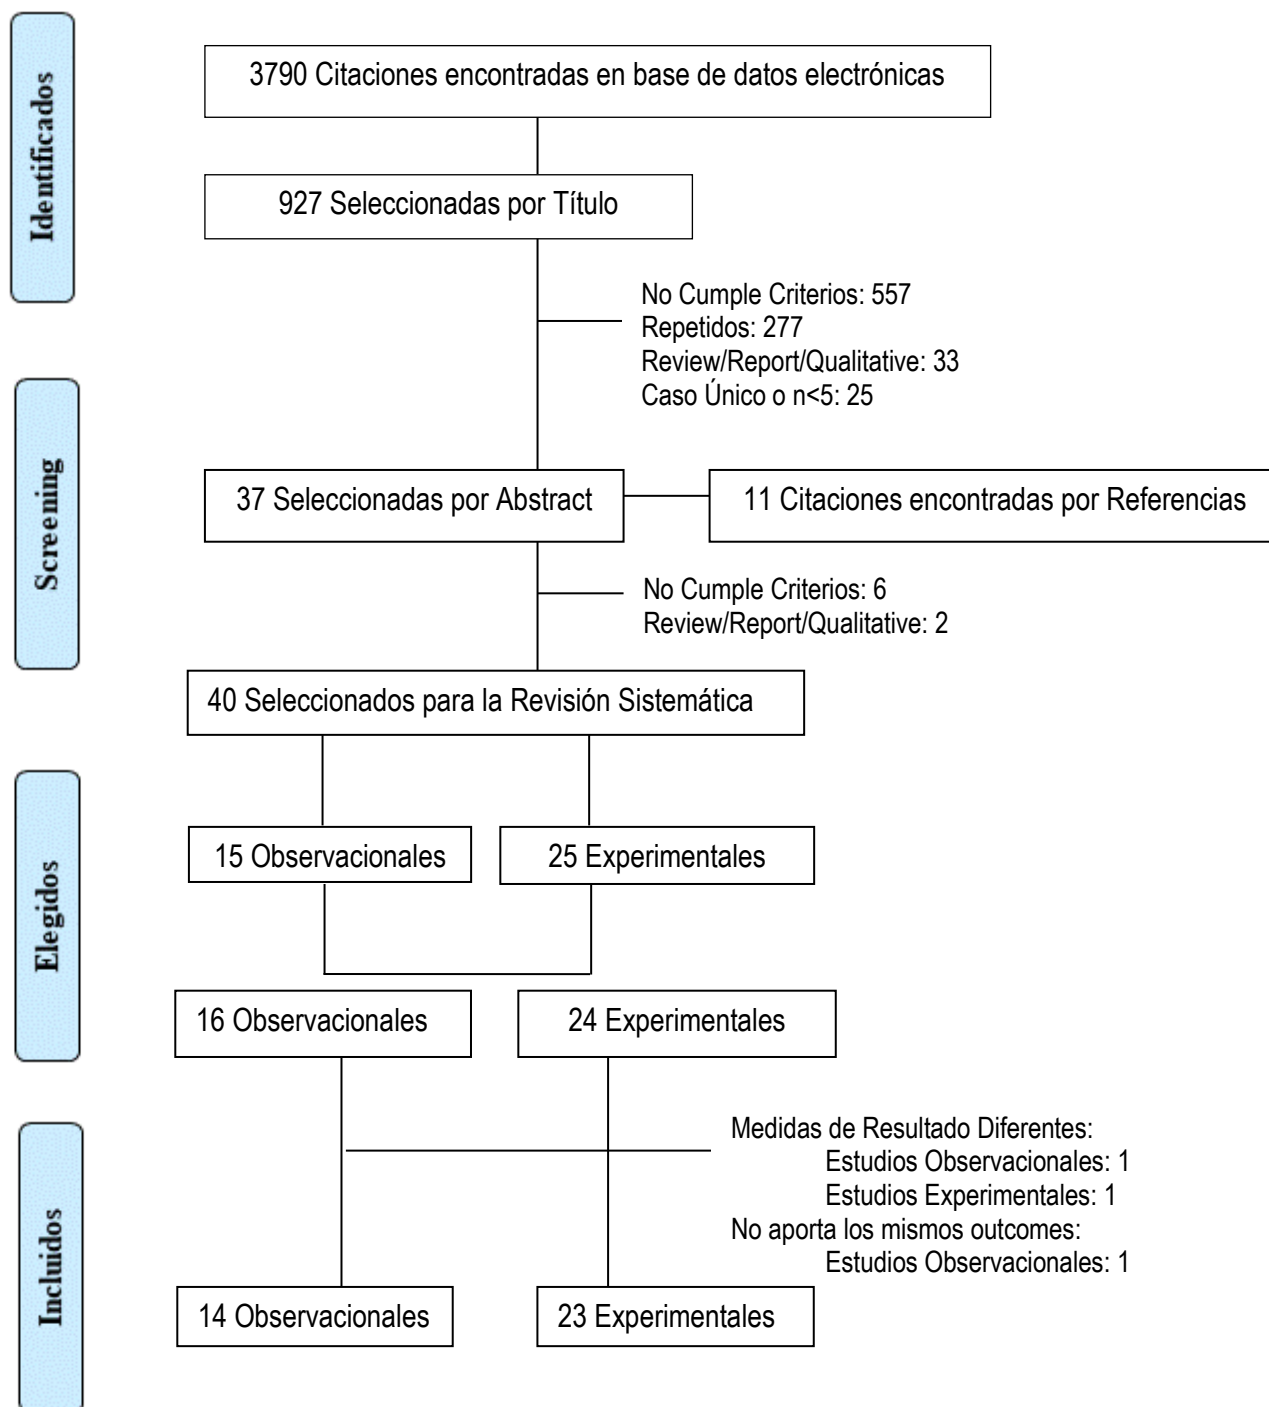 Identificados
3790 Citaciones encontradas en base de datos electrónicas
927 Seleccionadas por Título
No Cumple Criterios: 557
Repetidos: 277
Review/Report/Qualitative: 33
Caso Único o n<5: 25
Screening
37 Seleccionadas por Abstract
11 Citaciones encontradas por Referencias
No Cumple Criterios: 6
Review/Report/Qualitative: 2
40 Seleccionados para la Revisión Sistemática
Elegidos
15 Observacionales
25 Experimentales
16 Observacionales
24 Experimentales
Incluidos
Medidas de Resultado Diferentes:
Estudios Observacionales: 1
Estudios Experimentales: 1
No aporta los mismos outcomes:
Estudios Observacionales: 1
14 Observacionales
23 Experimentales